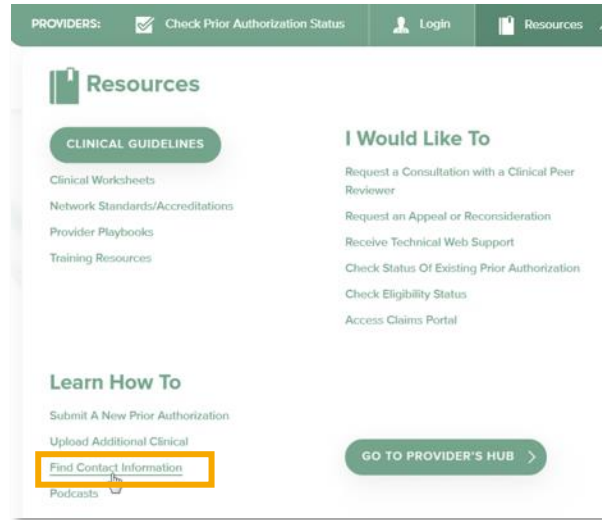 PROVIDERS: Check Prior Authorization Status Login Resources
Resources
CLINICAL GUIDELINES
Clinical Worksheets
Network Standards/Accreditations
Provider Playbooks
Training Resources
I Would Like To
Request a Consultation with a Clinical Peer
Reviewer
Request an Appeal or Reconsideration
Receive Technical Web Support
Check Status Of Existing Prior Authorization
Check Eligibility Status
Access Claims Portal
Learn How To
Submit A New Prior Authorization
Upload Additional Clinical
Find Contact Information
Podcasts
GO TO PROVIDER'S HUB